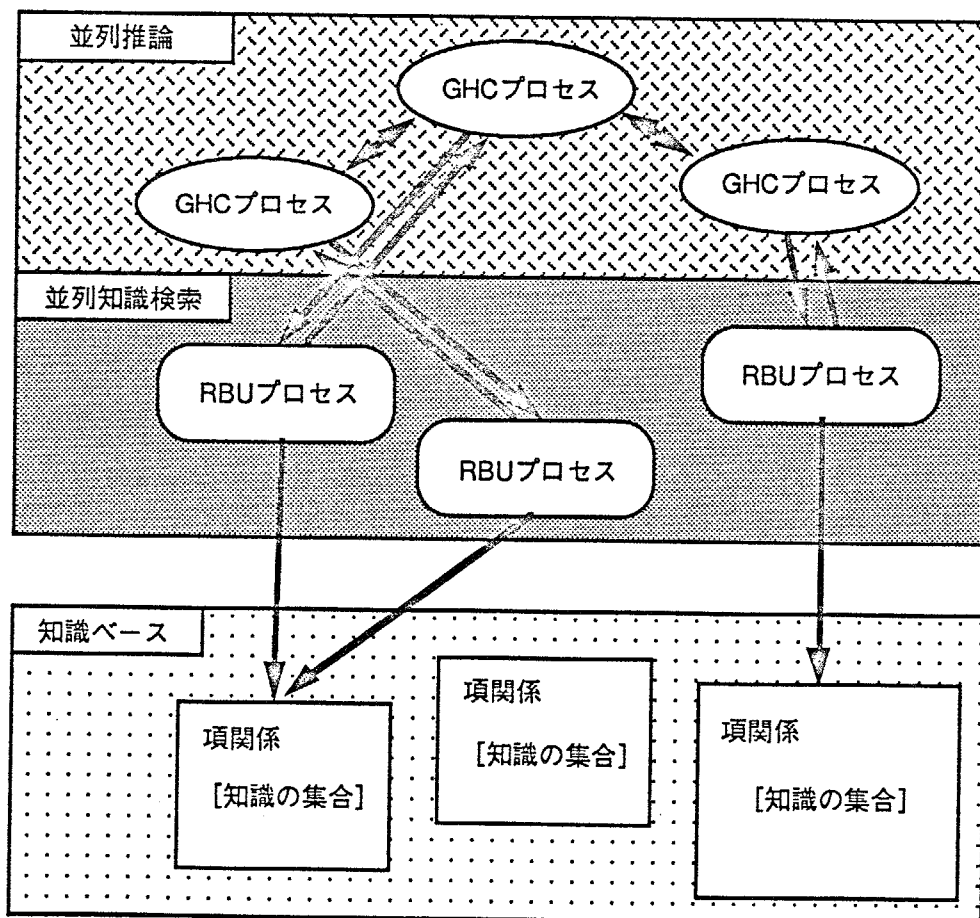 並列推論
GHCプロセス
GHCプロセス
GHCプロセス
並列知識検索
RBUプロセス
RBUプロセス
RBUプロセス
知識ベース
項関係
[知識の集合]
項関係
[知識の集合]
項関係
[知識の集合]